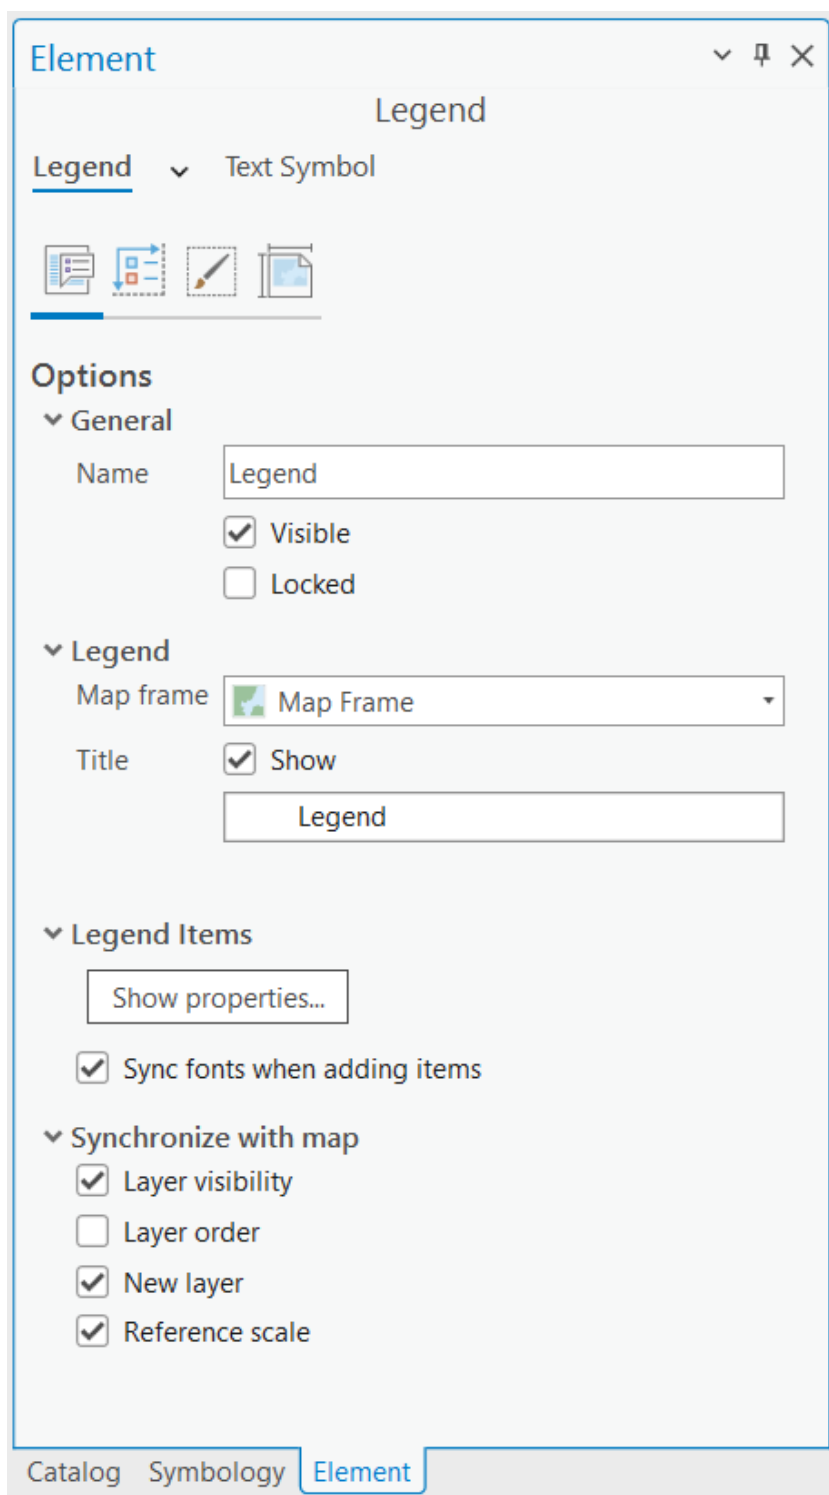 Element
Legend
Legend Text Symbol
Options
General
Name Legend
Visible
Locked
Legend
Map frame Map Frame
Title Show
Legend
Legend Items
Show properties...
Sync fonts when adding items
Synchronize with map
Layer visibility
Layer order
New layer
Reference scale
Catalog Symbology Element